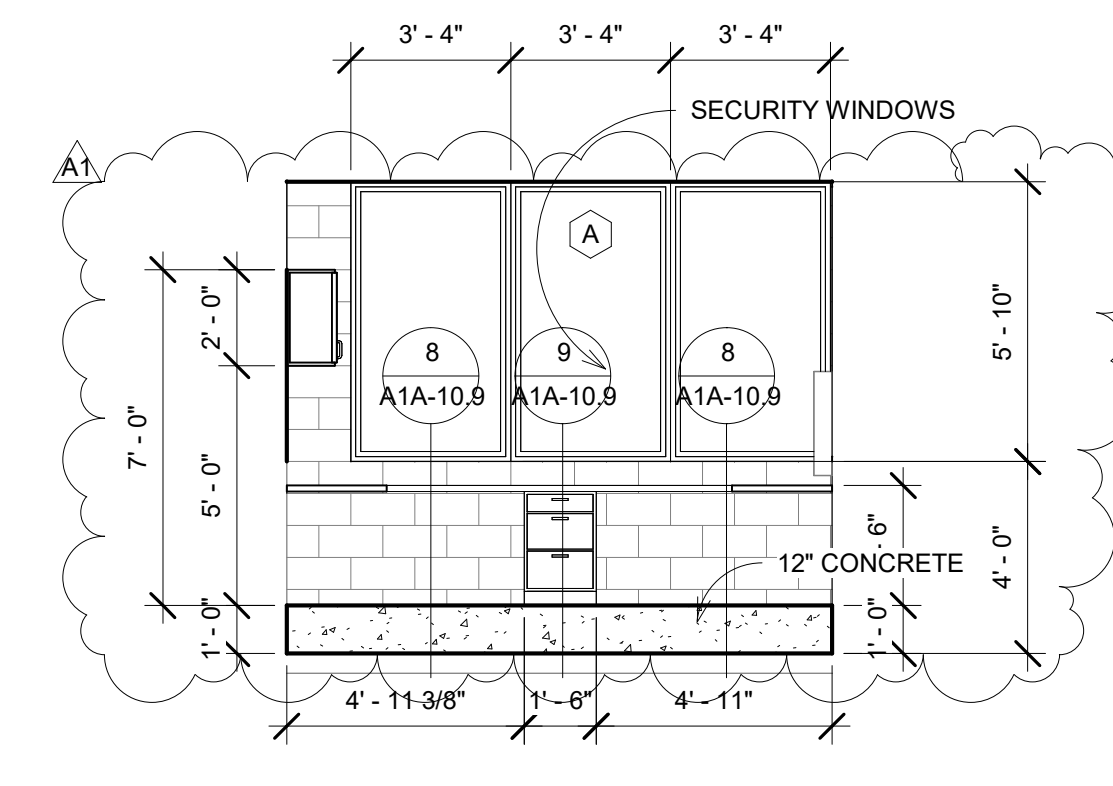 3' - 4"
3' - 4"
3' - 4"
SECURITY WINDOWS
A1
A
2' - 0"
5' - 10"
8
A1A-10.9
9
A1A-10.9
8
A1A-10.9
7' - 0"
5' - 0"
- 6"
12" CONCRETE
4' - 0"
1' - 0"
1' - 0"
4' - 11 3/8"
1' - 6"
4' - 11"